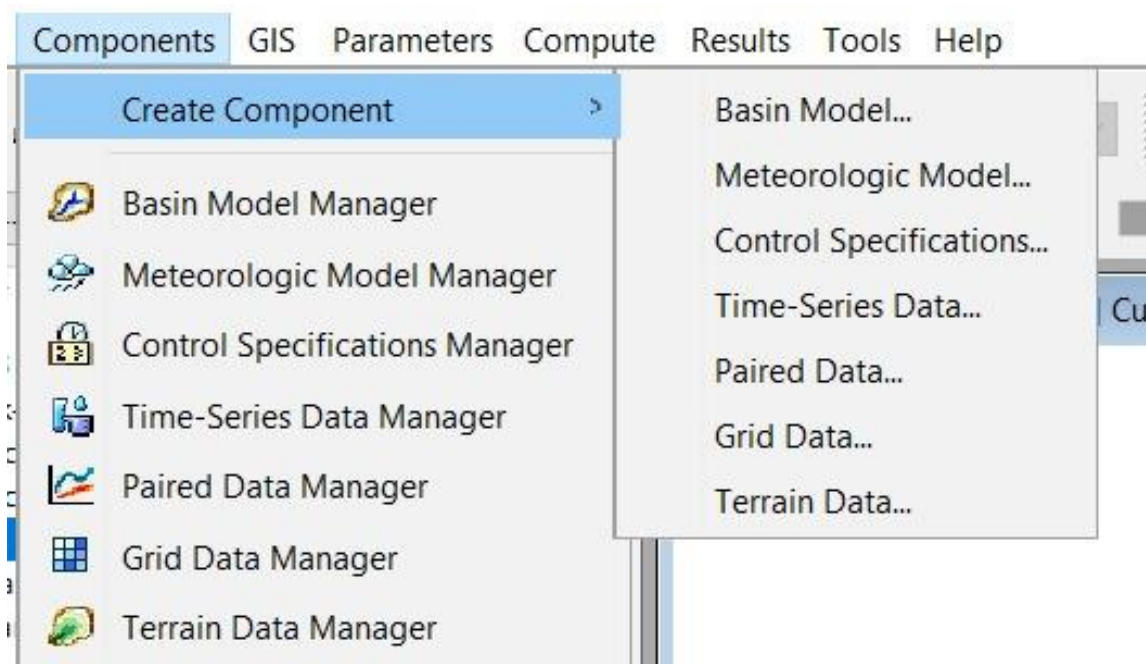 Components GIS Parameters Compute Results Tools Help
Create Component
Basin Model Manager
Meteorologic Model Manager
Control Specifications Manager
Time-Series Data Manager
Paired Data Manager
Grid Data Manager
Terrain Data Manager
Basin Model...
Meteorologic Model...
Control Specifications...
Time-Series Data...
Paired Data...
Grid Data...
Terrain Data...